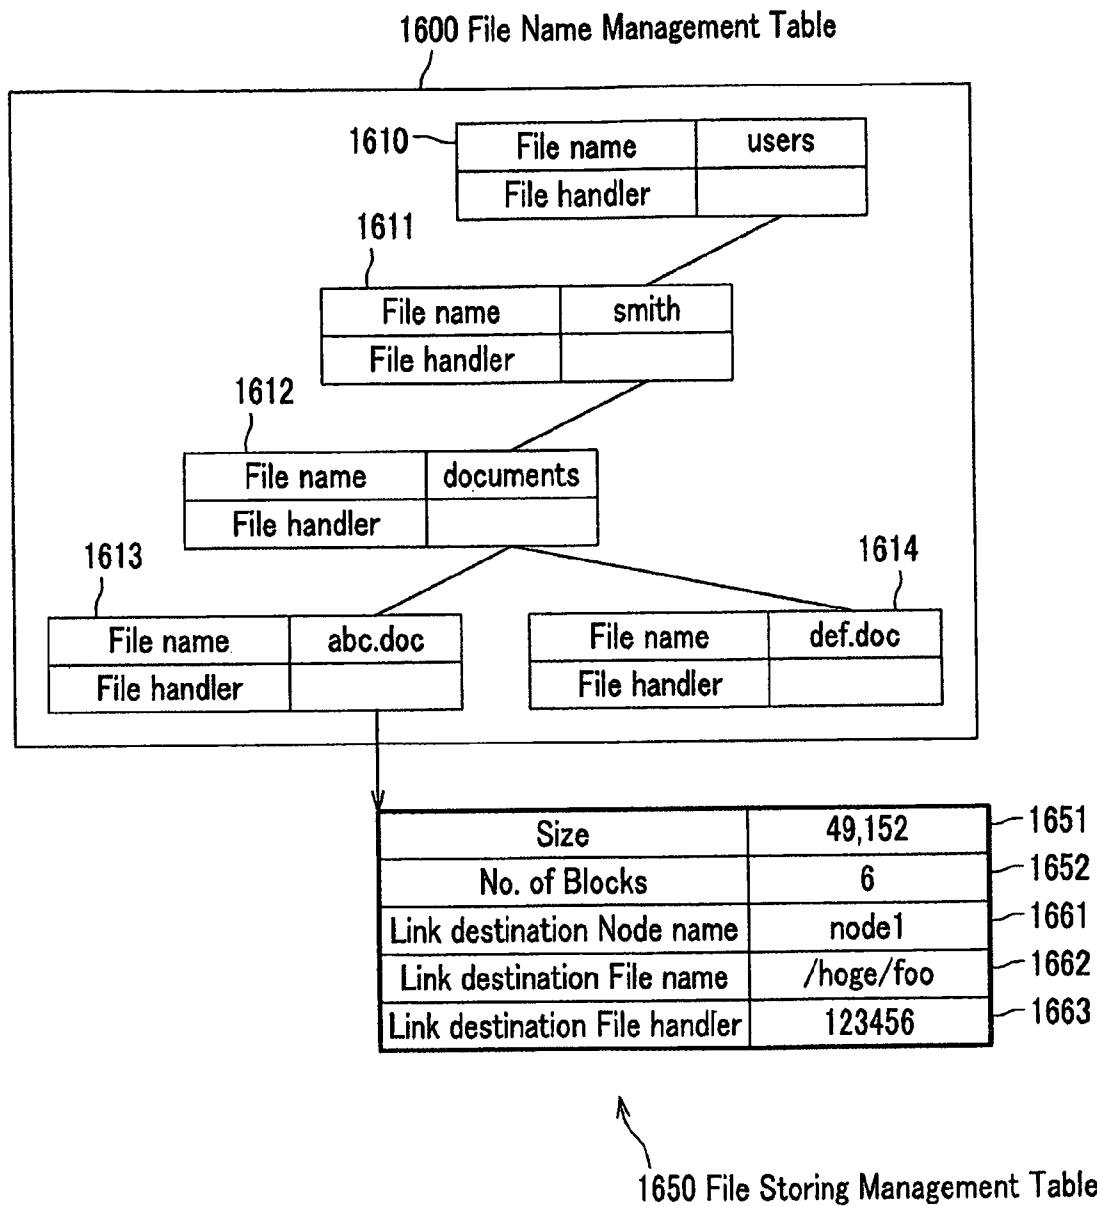 1600 File Name Management Table
1610
File name users
File handler
1611
File name smith
File handler
1612
File name documents
File handler
1613
File name abc.doc
File handler
1614
File name def.doc
File handler
Size 49,152 1651
No. of Blocks 6 1652
Link destination Node name node1 1661
Link destination File name /hoge/foo 1662
Link destination File handler 123456 1663
1650 File Storing Management Table